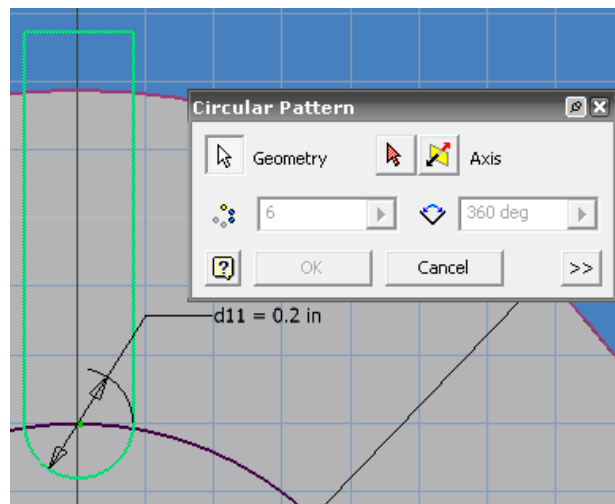 Circular Pattern
Geometry
Axis
6
360 deg
?
OK
Cancel
>>
d11 = 0.2 in